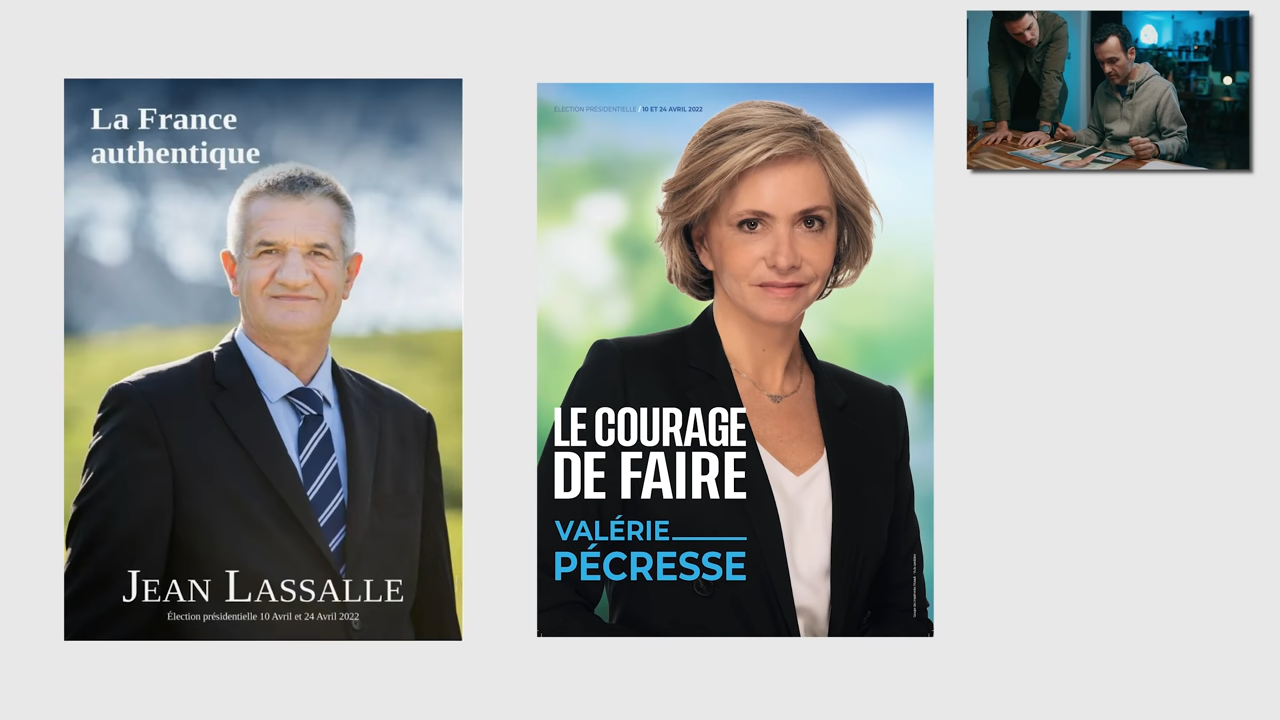 La France
authentique
JEAN LASSALLE
Élection présidentielle 10 Avril et 24 Avril 2022
ÉLECTION PRÉSIDENTIELLE / 10 ET 24 AVRIL 2022
LE COURAGE
DE FAIRE
VALÉRIE
PÉCRESSE